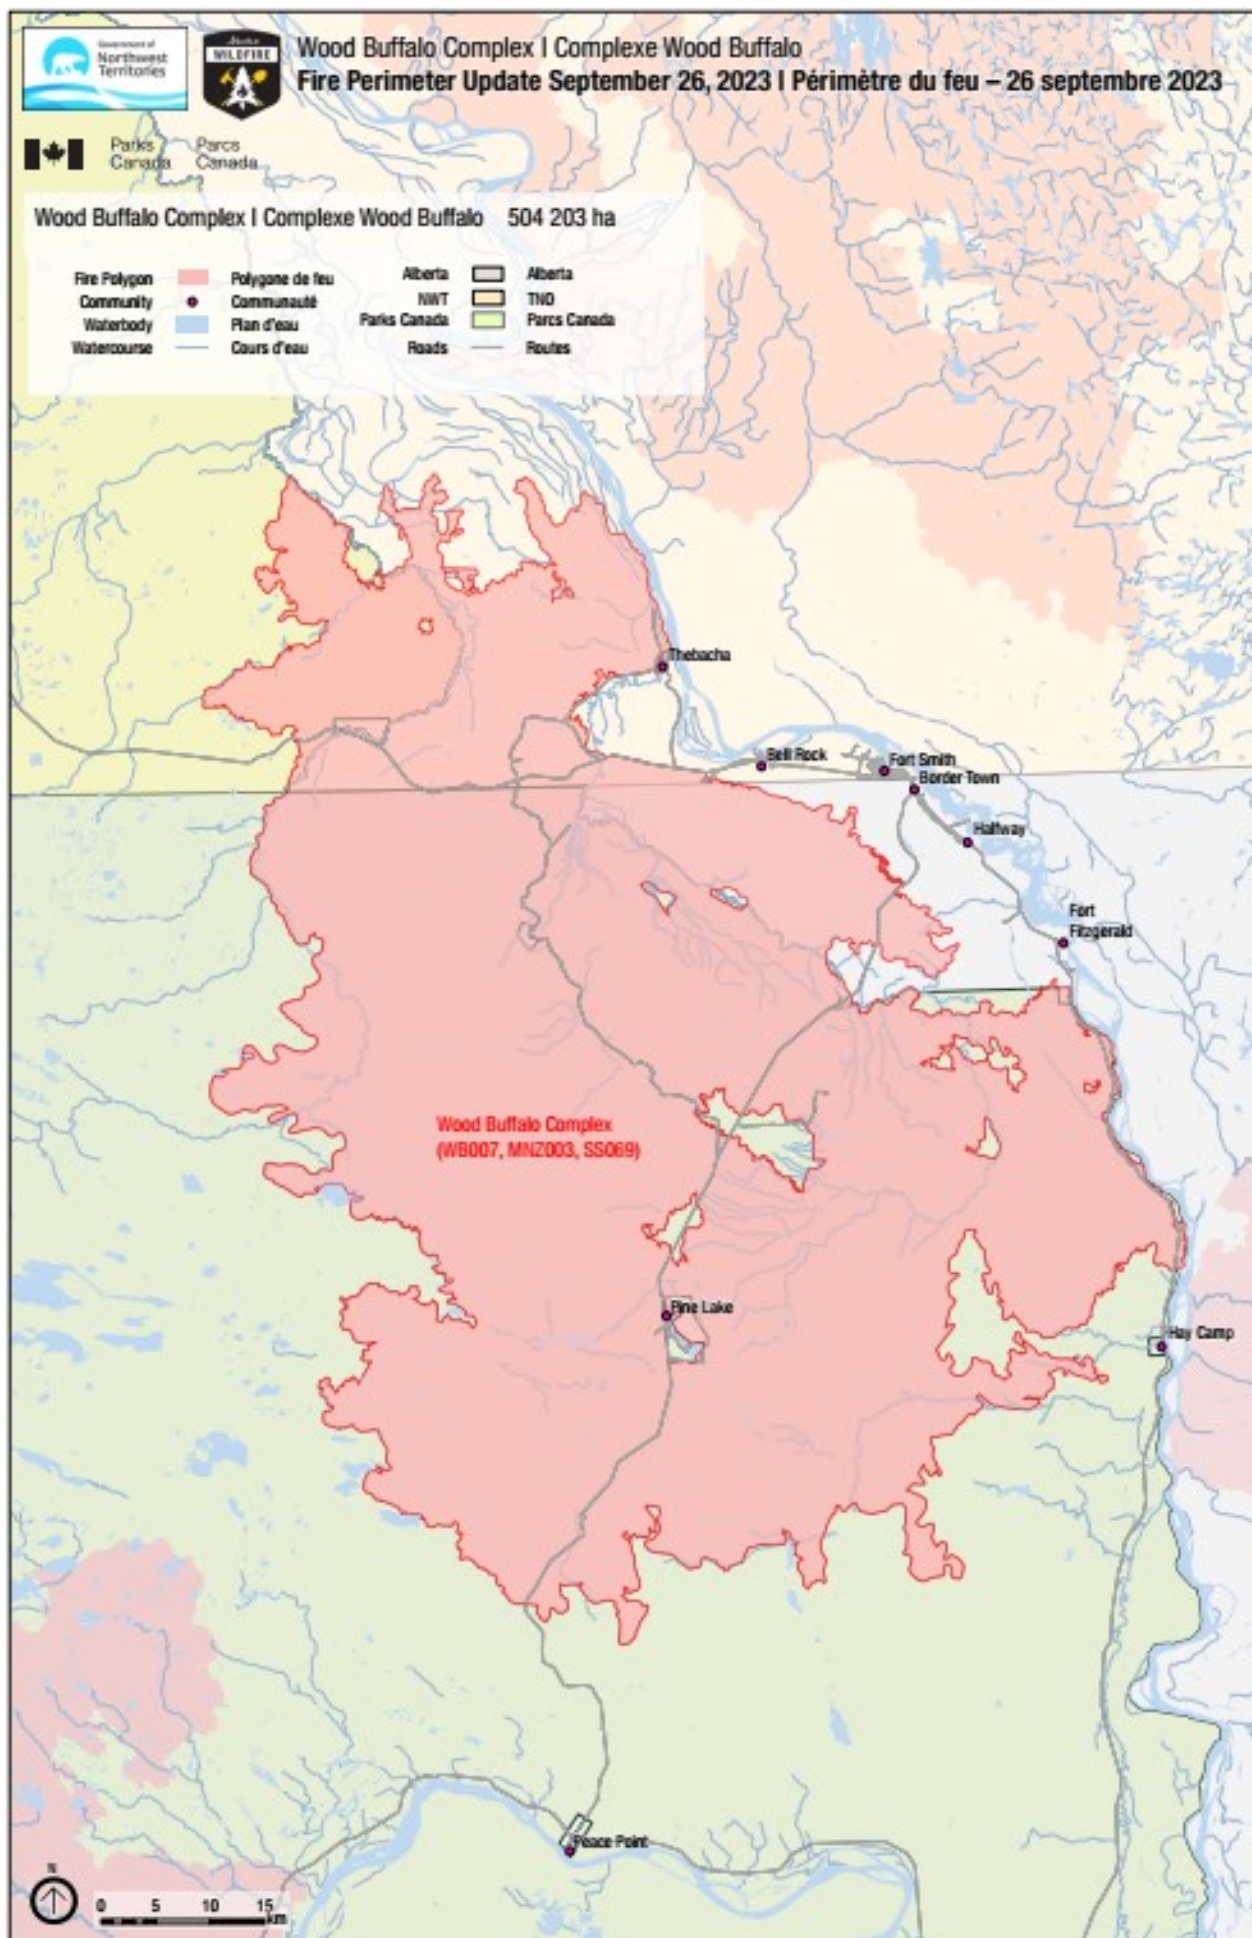 Government of
Northwest
Territories
Alberta
WILDFIRE
Wood Buffalo Complex | Complexe Wood Buffalo
Fire Perimeter Update September 26, 2023 | Périmètre du feu – 26 septembre 2023
Parks Parcs
Canada Canada
Wood Buffalo Complex | Complexe Wood Buffalo 504 203 ha
Fire Polygon Polygone de feu Alberta Alberta
Community Communauté NWT TNO
Waterbody Plan d'eau Parks Canada Parcs Canada
Watercourse Cours d'eau Roads Routes
Thebacha
Bell Rock
Fort Smith
Border Town
Halfway
Fort
Fitzgerald
Wood Buffalo Complex
(WB007, MNZ003, SS069)
Pine Lake
Hay Camp
Peace Point
N
0 5 10 15
km